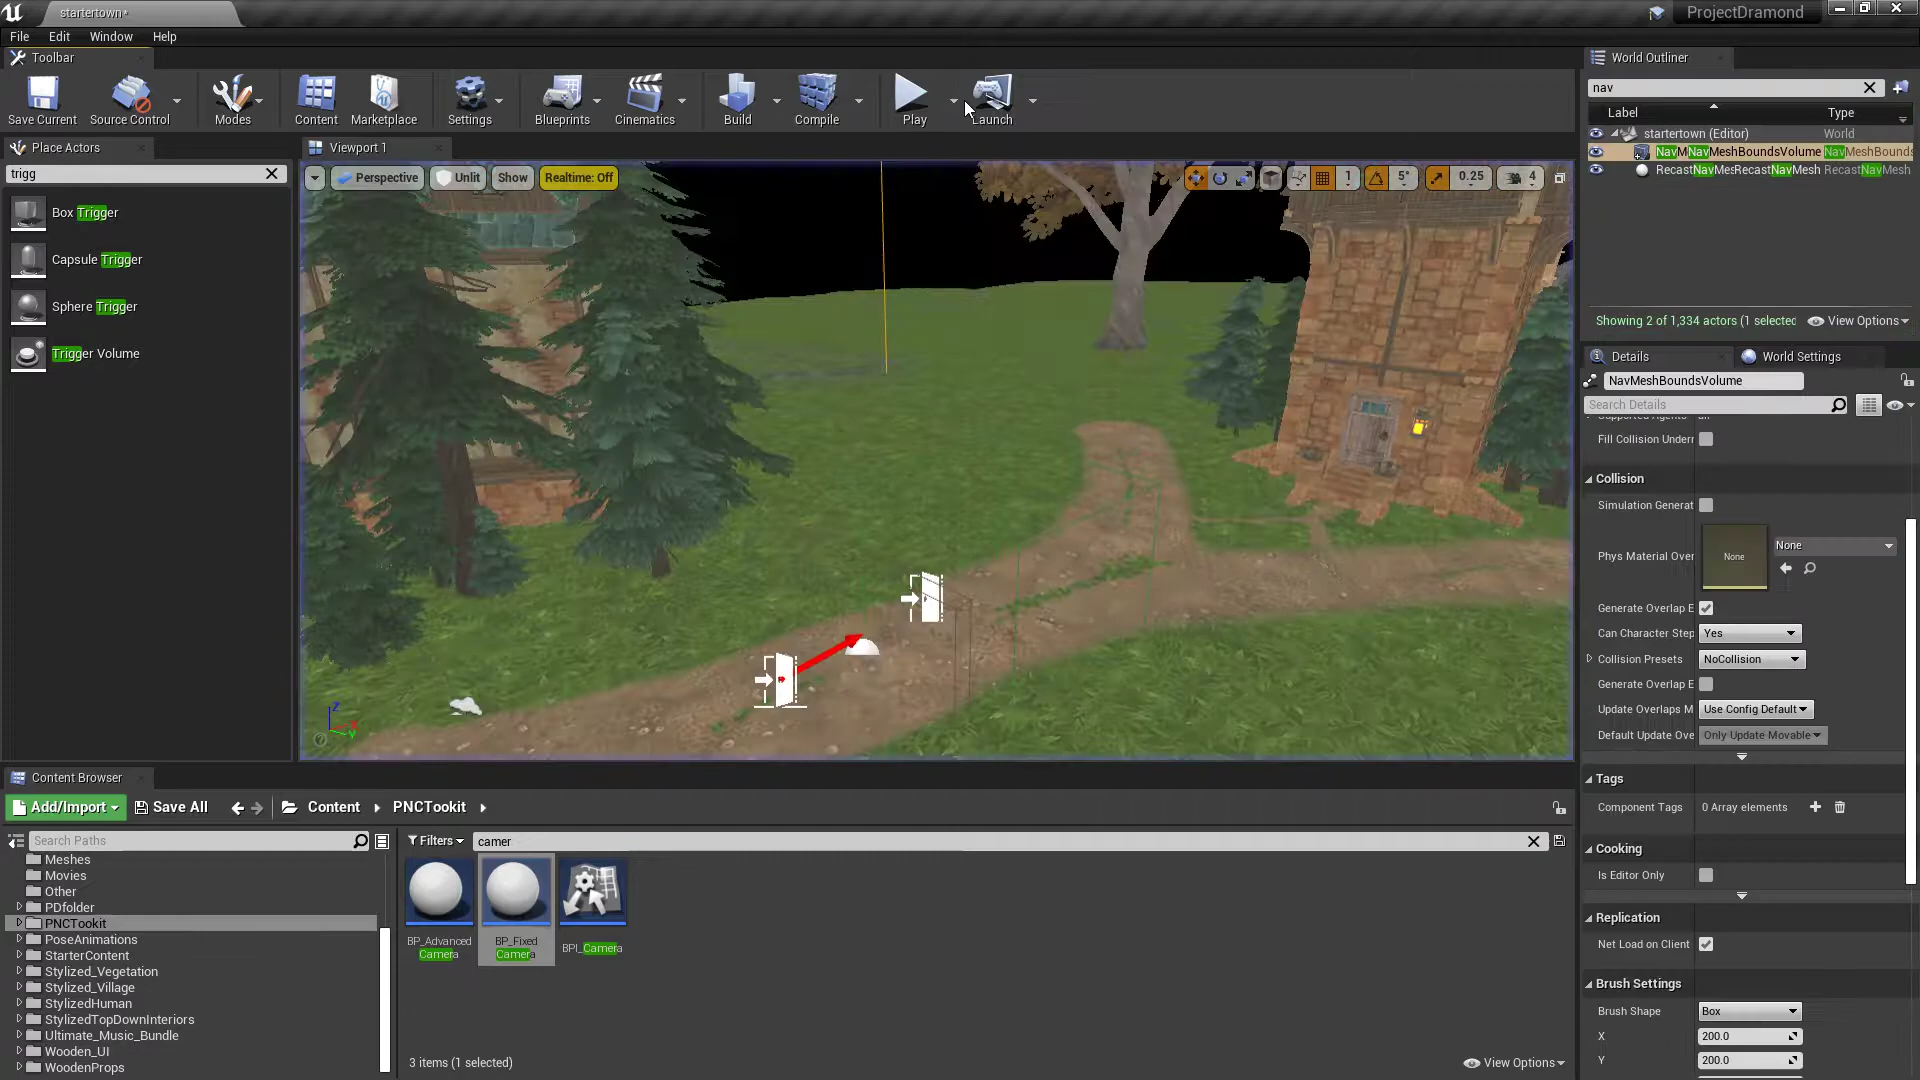 startertown*
ProjectDramond
File
Edit
Window
Help
Toolbar
Save Current
Source Control
Modes
Content
Marketplace
Settings
Blueprints
Cinematics
Build
Compile
Play
Launch
World Outliner
nav
Label
Type
startertown (Editor)
World
NavMNavMeshBoundsVolume NavMeshBounds
RecastNavMesRecastNavMesh RecastNavMesh
Showing 2 of 1,334 actors (1 selected
View Options
Place Actors
trigg
Box Trigger
Capsule Trigger
Sphere Trigger
Trigger Volume
Viewport 1
Perspective
Unlit
Show
Realtime: Off
1
5°
0.25
4
Details
World Settings
NavMeshBoundsVolume
Search Details
Fill Collision Underr
Collision
Simulation Generat
Phys Material Over
None
None
Generate Overlap E
Can Character Step
Yes
Collision Presets
NoCollision
Generate Overlap E
Update Overlaps M
Use Config Default
Default Update Ove
Only Update Movable
Tags
Component Tags
0 Array elements
Cooking
Is Editor Only
Replication
Net Load on Client
Brush Settings
Brush Shape
Box
X
200.0
Y
200.0
Content Browser
Add/Import
Save All
Content
PNCTookit
Search Paths
Meshes
Movies
Other
PDfolder
PNCTookit
PoseAnimations
StarterContent
Stylized_Vegetation
Stylized_Village
StylizedHuman
StylizedTopDownInteriors
Ultimate_Music_Bundle
Wooden_UI
WoodenProps
Filters
camer
BP_Advanced
Camera
BP_Fixed
Camera
BPI_Camera
3 items (1 selected)
View Options
Z
Y